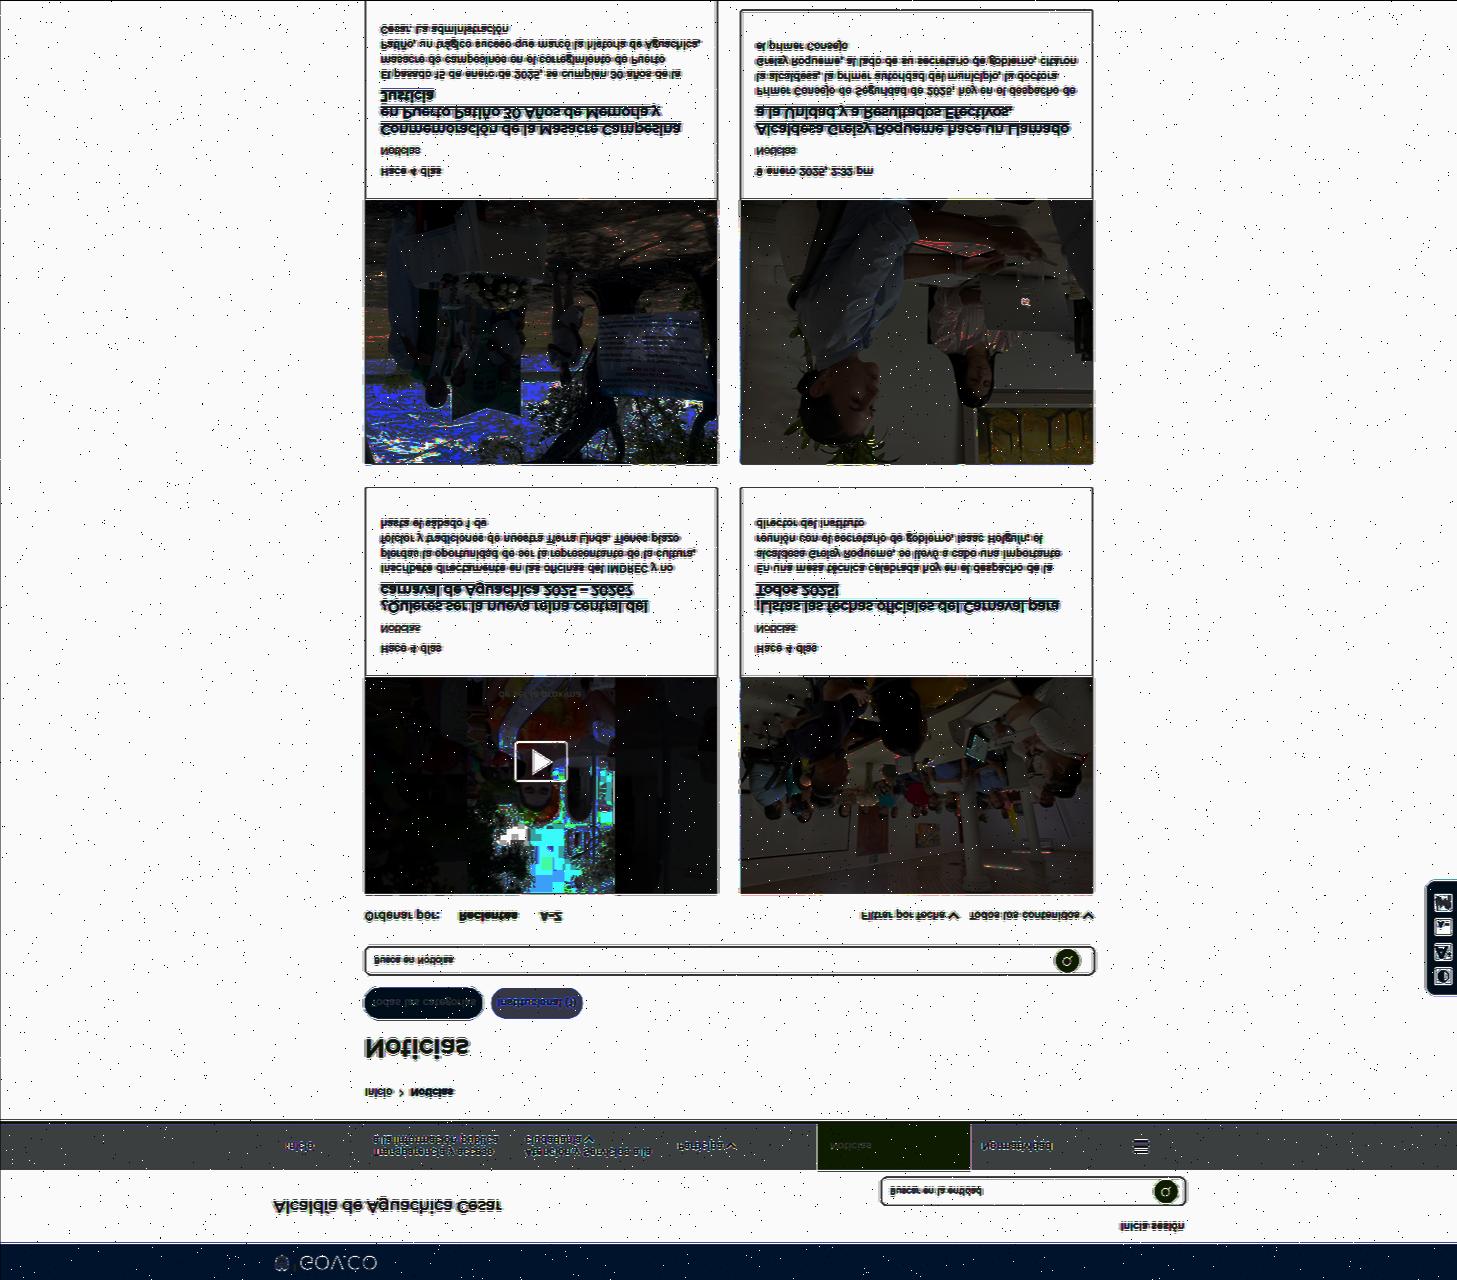 GOV.CO
Inicia sesión
Alcaldía de Aguachica Cesar
Buscar en la entidad
Inicio
Transparencia y acceso
a la información pública
Atención y servicios a la
ciudadanía
Participa
Noticias
Normatividad
Inicio > Noticias
Noticias
Todas las categorías
Institucional (1)
Busca en Noticias
Ordenar por: Recientes A-Z
Filtrar por fecha Todos los contenidos
Hace 4 días
Noticias
¿Quieres ser la nueva reina central del
carnaval de Aguachica 2025 – 2026?
Inscríbete directamente en las oficinas del IMDREC y no
pierdas la oportunidad de ser la representante de la cultura,
folclor y tradiciones de nuestra Tierra Linda. Tienes plazo
hasta el sábado 1 de
Hace 4 días
Noticias
¡Listas las fechas oficiales del Carnaval para
Todos 2025!
En una mesa técnica celebrada hoy en el despacho de la
alcaldesa Greisy Roqueme, se llevó a cabo una importante
reunión con el secretario de gobierno, Isaac Holguín, el
director del instituto
Hace 4 días
Noticias
Conmemoración de la Masacre Campesina
en Puerto Patiño 30 Años de Memoria y
Justicia
El pasado 15 de enero de 2025, se cumplen 30 años de la
masacre de campesinos en el corregimiento de Puerto
Patiño, un trágico suceso que marcó la historia de Aguachica,
Cesar. La administración
9 enero 2025, 2:32 pm
Noticias
Alcaldesa Greisy Roqueme hace un Llamado
a la Unidad y a Resultados Efectivos.
Primer Consejo de Seguridad de 2025, hoy en el despacho de
la alcaldesa, la primer autoridad del municipio, la doctora
Greisy Roqueme, al lado de su secretario de gobierno, citaron
el primer Consejo